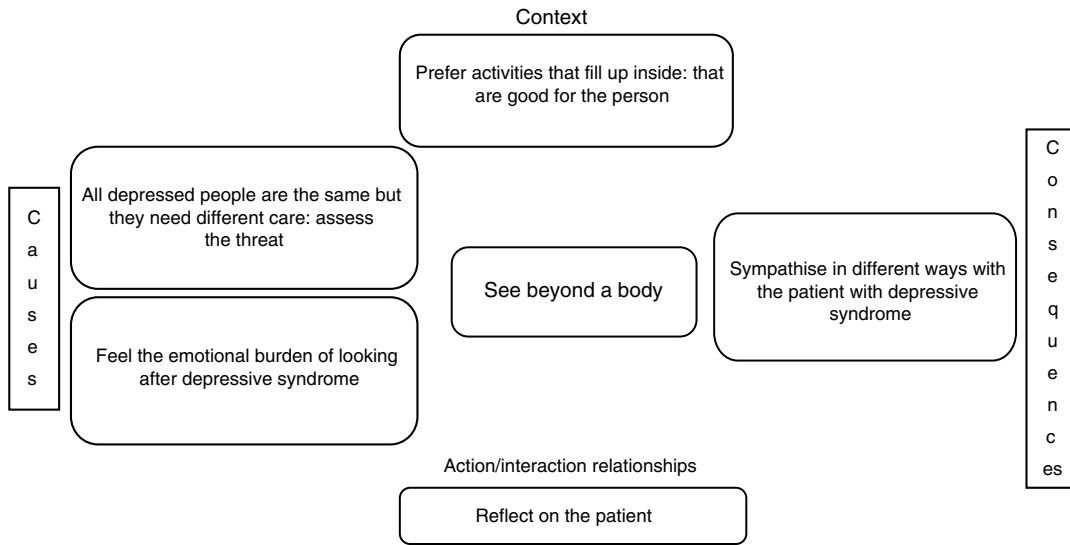 Context
Prefer activities that fill up inside: that
are good for the person
C
a
u
s
e
s
All depressed people are the same but
they need different care: assess
the threat
Feel the emotional burden of looking
after depressive syndrome
See beyond a body
Sympathise in different ways with
the patient with depressive
syndrome
C
o
n
s
e
q
u
e
n
c
es
Action/interaction relationships
Reflect on the patient